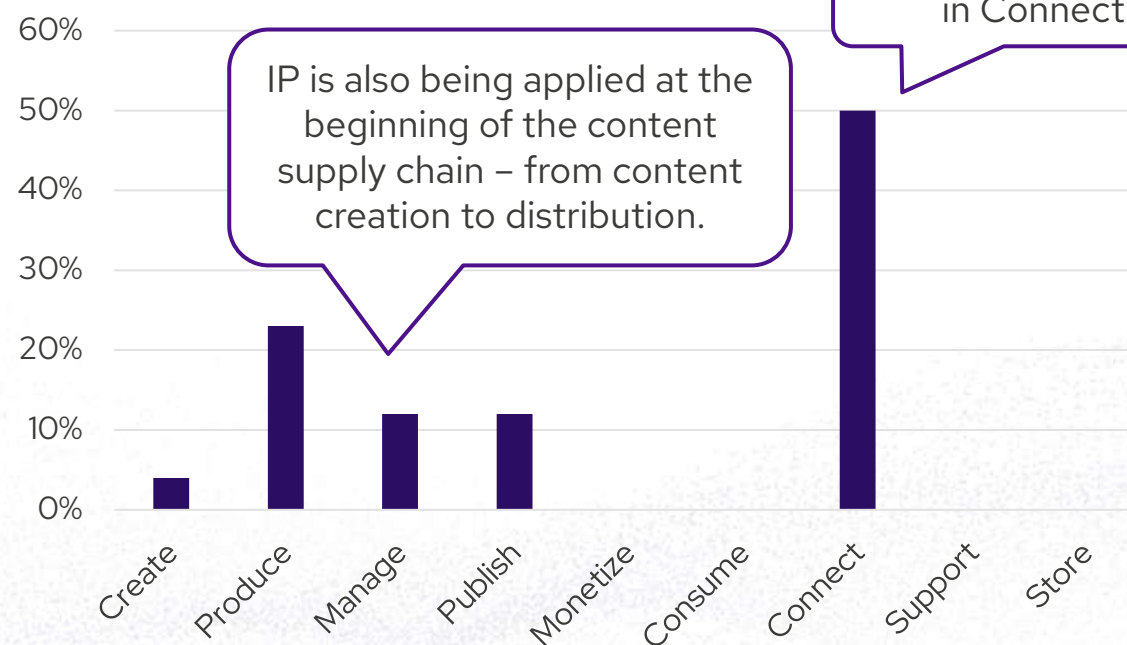 in Connect
60%
IP is also being applied at the
beginning of the content
supply chain – from content
creation to distribution.
50%
40%
30%
20%
10%
0%
Create
Produce
Manage
Publish
Monetize
Consume
Connect
Support
Store